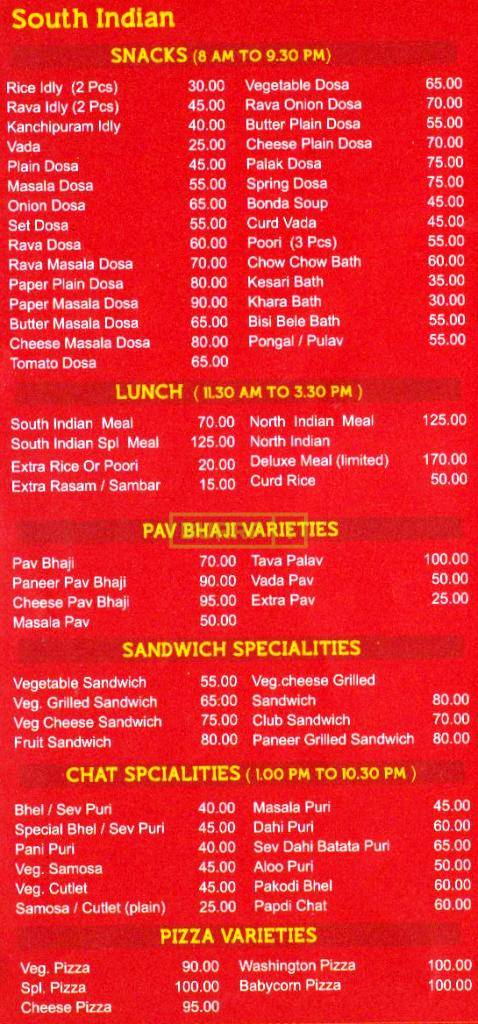 South Indian
SNACKS (8 AM TO 9.30 PM)
Rice Idly (2 Pcs) 30.00 Vegetable Dosa 65.00
Rava Idly (2 Pcs) 45.00 Rava Onion Dosa 70.00
Kanchipuram Idly 40.00 Butter Plain Dosa 55.00
Vada 25.00 Cheese Plain Dosa 70.00
Plain Dosa 45.00 Palak Dosa 75.00
Masala Dosa 55.00 Spring Dosa 75.00
Onion Dosa 65.00 Bonda Soup 45.00
Set Dosa 55.00 Curd Vada 45.00
Rava Dosa 60.00 Poori (3 Pcs) 55.00
Rava Masala Dosa 70.00 Chow Chow Bath 60.00
Paper Plain Dosa 80.00 Kesari Bath 35.00
Paper Masala Dosa 90.00 Khara Bath 30.00
Butter Masala Dosa 65.00 Bisi Bele Bath 55.00
Cheese Masala Dosa 80.00 Pongal / Pulav 55.00
Tomato Dosa 65.00
LUNCH ( 11.30 AM TO 3.30 PM )
South Indian Meal 70.00 North Indian Meal 125.00
South Indian Spl Meal 125.00 North Indian
Extra Rice Or Poori 20.00 Deluxe Meal (limited) 170.00
Extra Rasam / Sambar 15.00 Curd Rice 50.00
PAV BHAJI VARIETIES
Pav Bhaji 70.00 Tava Palav 100.00
Paneer Pav Bhaji 90.00 Vada Pav 50.00
Cheese Pav Bhaji 95.00 Extra Pav 25.00
Masala Pav 50.00
SANDWICH SPECIALITIES
Vegetable Sandwich 55.00 Veg.cheese Grilled
Veg. Grilled Sandwich 65:00 Sandwich 80.00
Veg Cheese Sandwich 75.00 Club Sandwich 70.00
Fruit Sandwich 80.00 Paneer Grilled Sandwich 80.00
CHAT SPCIALITIES ( 1.00 PM TO 10.30 PM )
Bhel / Sev Puri 40.00 Masala Puri 45.00
Special Bhel / Sev Puri 45.00 Dahi Puri 60.00
Pani Puri 40.00 Sev Dahi Batata Puri 65.00
Veg. Samosa 45.00 Aloo Puri 50.00
Veg. Cutlet 45.00 Pakodi Bhel 60.00
Samosa / Cutlet (plain) 25.00 Papdi Chat 60.00
PIZZA VARIETIES
Veg. Pizza 90.00 Washington Pizza 100.00
Spl. Pizza 100.00 Babycorn Pizza 100.00
Cheese Pizza 95.00